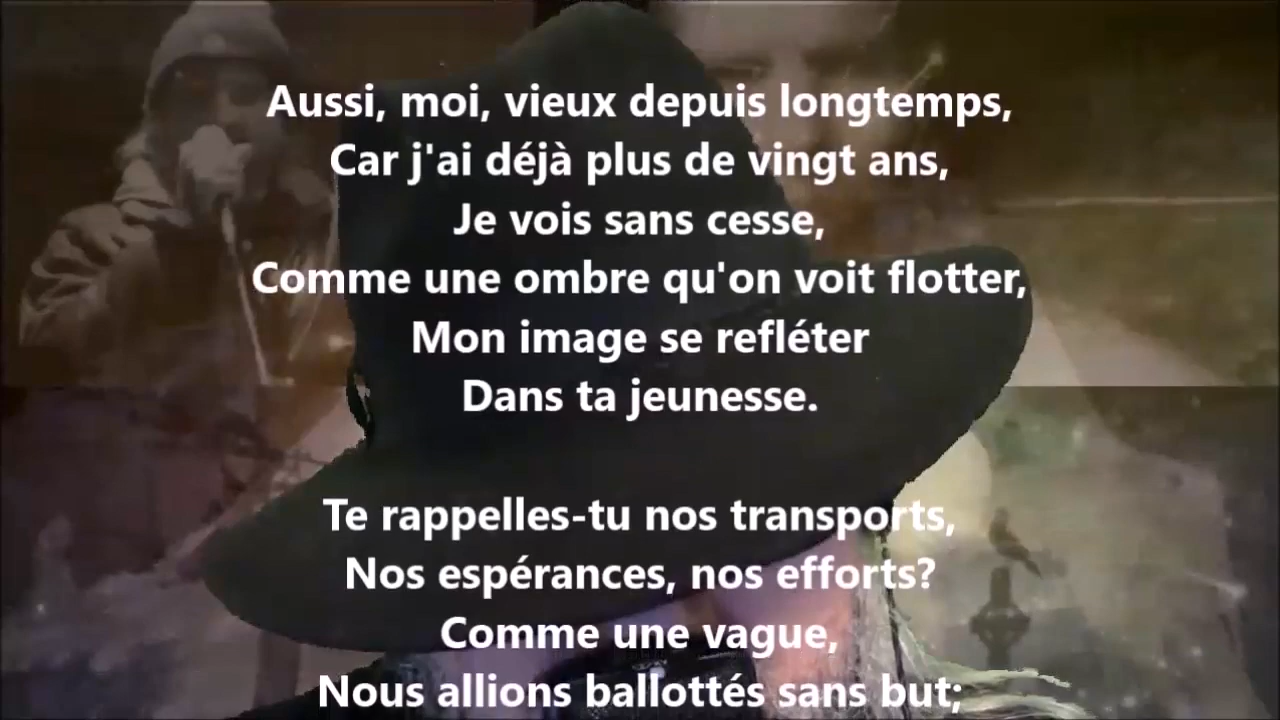 Aussi, moi, vieux depuis longtemps,
Car j'ai déjà plus de vingt ans,
Je vois sans cesse,
Comme une ombre qu'on voit flotter,
Mon image se refléter
Dans ta jeunesse.
Te rappelles-tu nos transports,
Nos espérances, nos efforts?
Comme une vague,
Nous allions ballottés sans but;